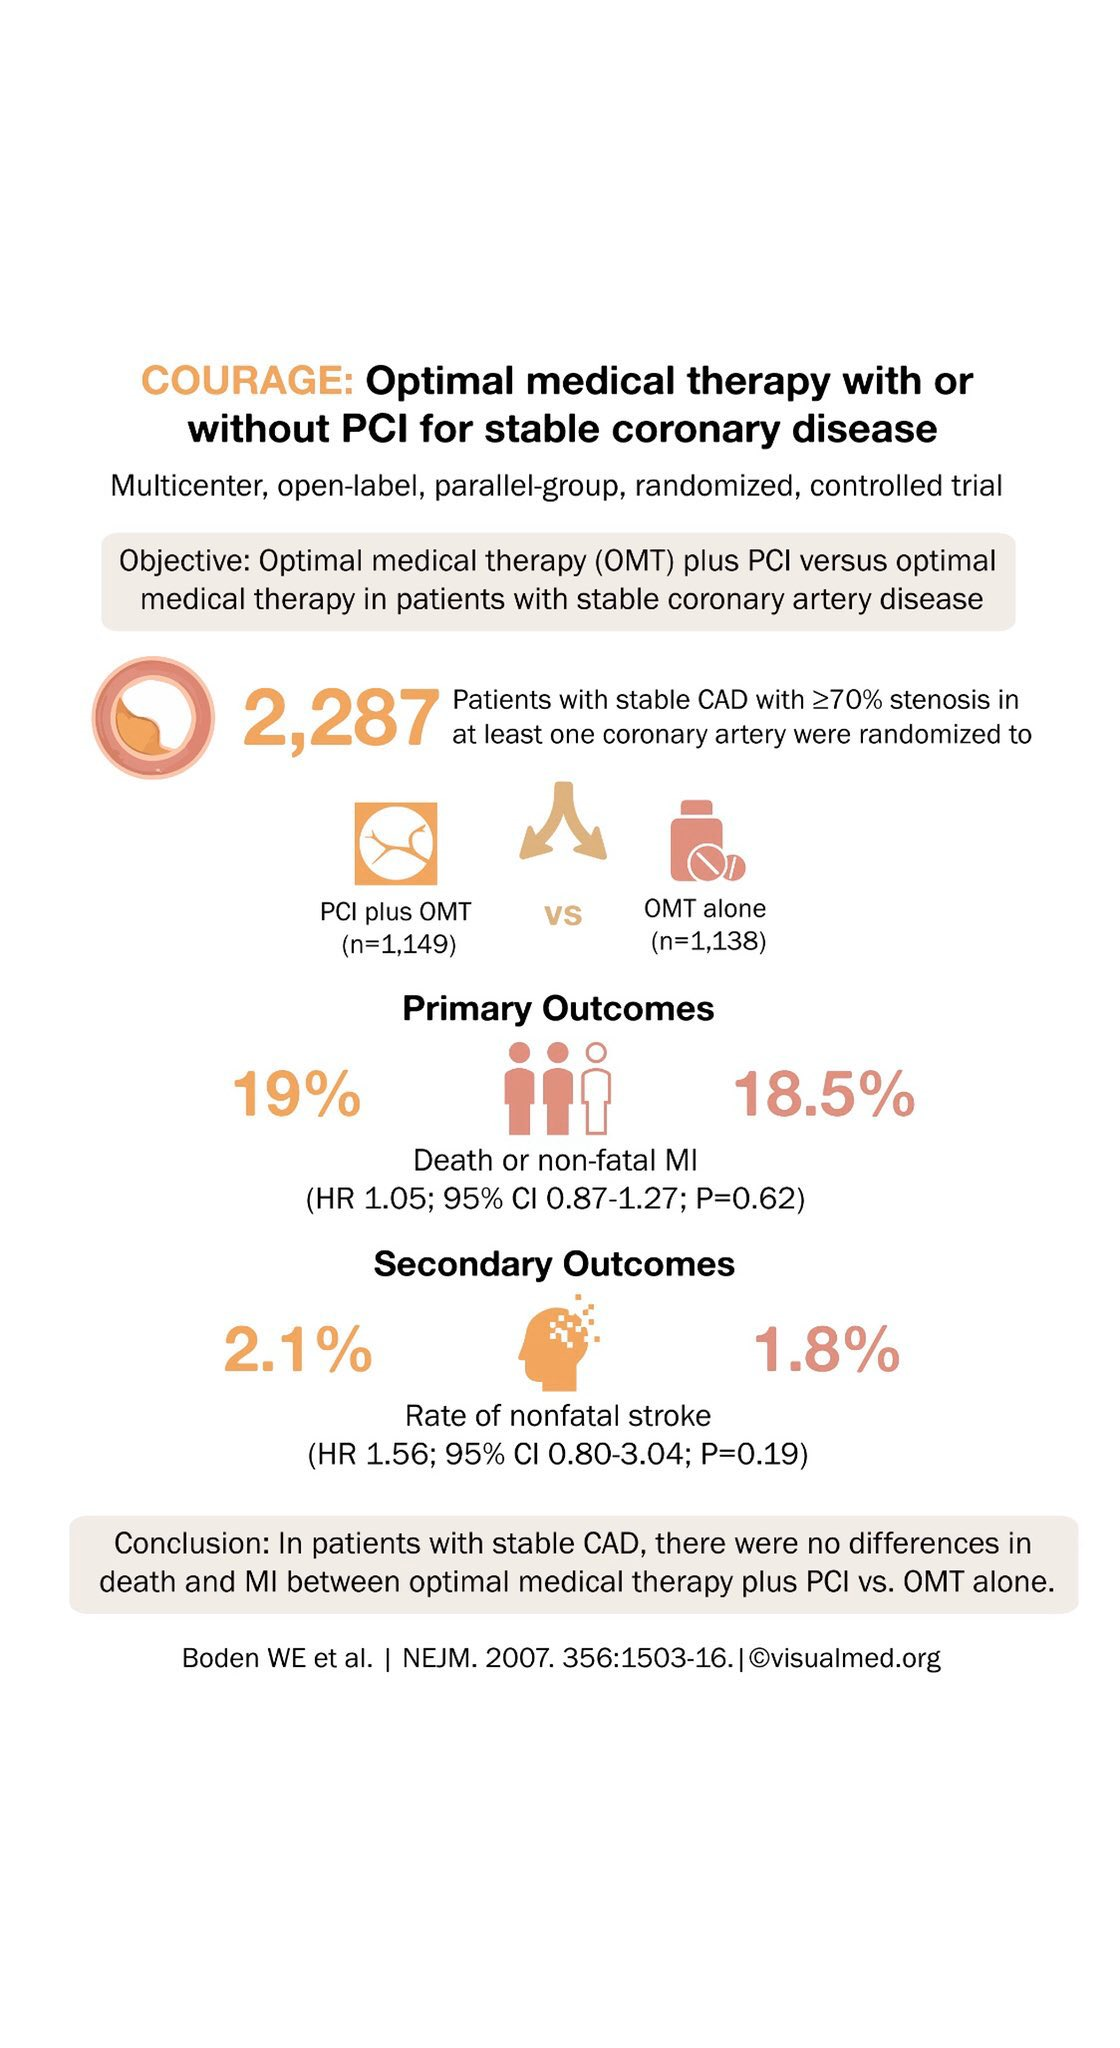 COURAGE: Optimal medical therapy with or
without PCI for stable coronary disease
Multicenter, open-label, parallel-group, randomized, controlled trial
Objective: Optimal medical therapy (OMT) plus PCI versus optimal
medical therapy in patients with stable coronary artery disease
2,287
Patients with stable CAD with ≥70% stenosis in
at least one coronary artery were randomized to
PCI plus OMT
(n=1,149)
vs
OMT alone
(n=1,138)
Primary Outcomes
19%
18.5%
Death or non-fatal MI
(HR 1.05; 95% CI 0.87-1.27; P=0.62)
Secondary Outcomes
2.1%
1.8%
Rate of nonfatal stroke
(HR 1.56; 95% CI 0.80-3.04; P=0.19)
Conclusion: In patients with stable CAD, there were no differences in
death and MI between optimal medical therapy plus PCI vs. OMT alone.
Boden WE et al. | NEJM. 2007. 356:1503-16.|©visualmed.org